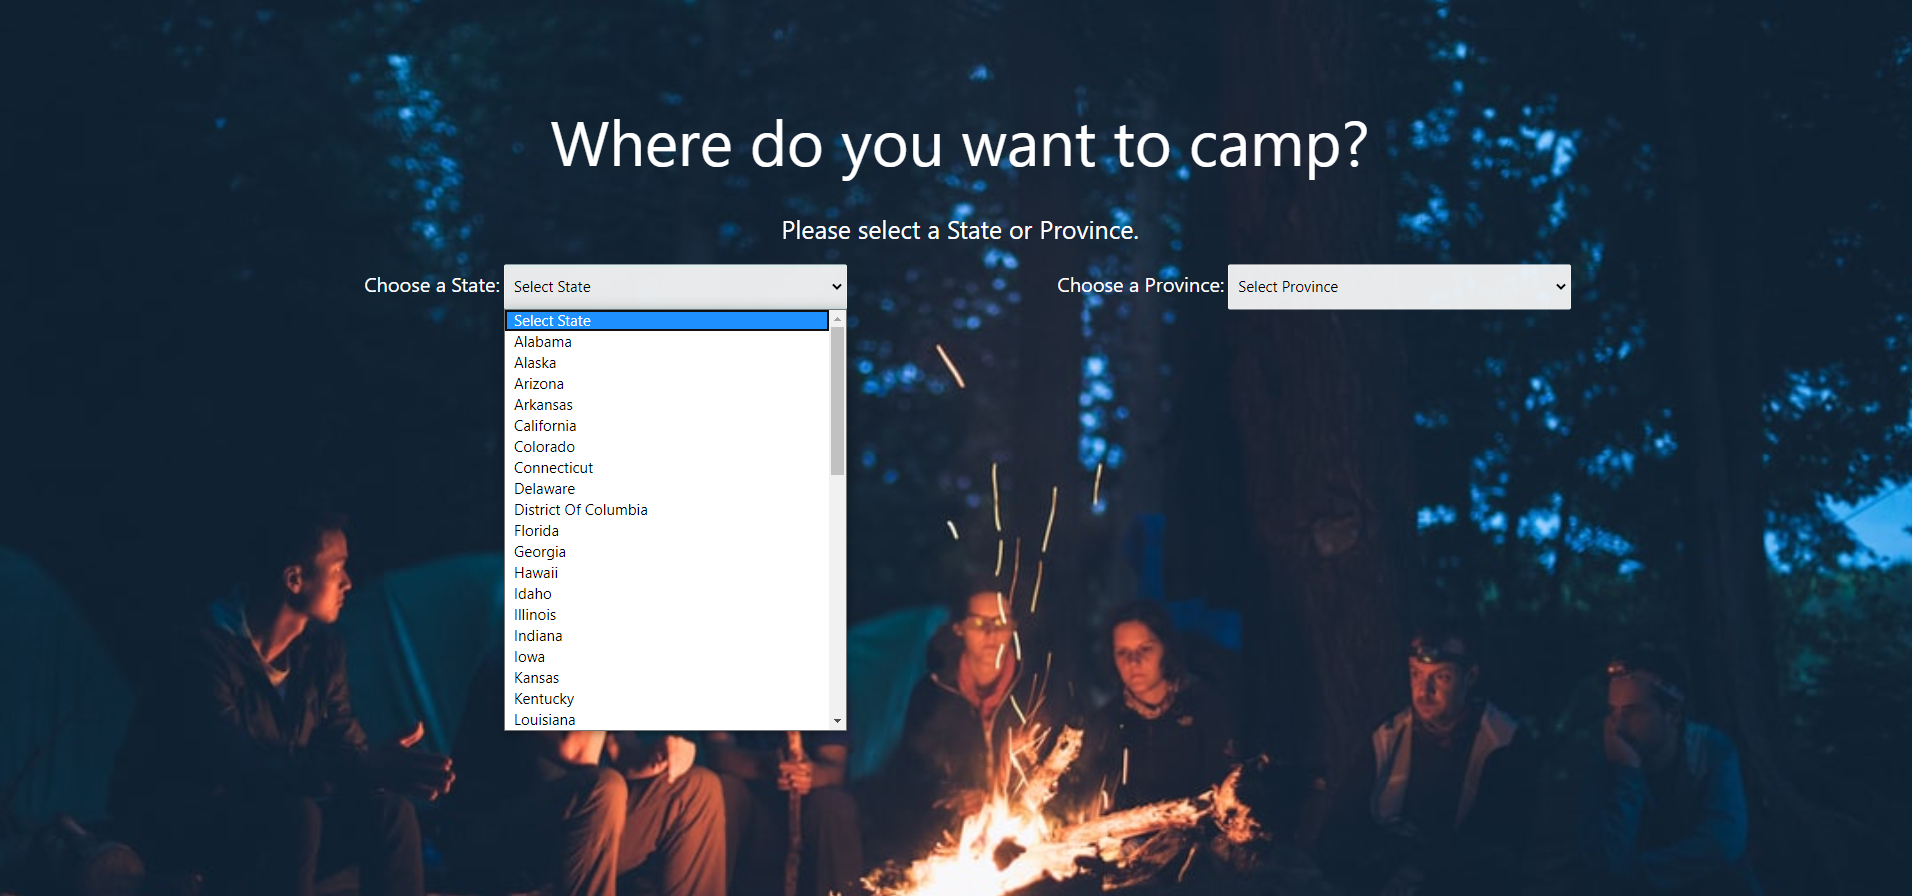 Where do you want to camp?
Please select a State or Province.
Choose a State: Select State
Choose a Province: Select Province
Select State
Alabama
Alaska
Arizona
Arkansas
California
Colorado
Connecticut
Delaware
District Of Columbia
Florida
Georgia
Hawaii
Idaho
Illinois
Indiana
Iowa
Kansas
Kentucky
Louisiana